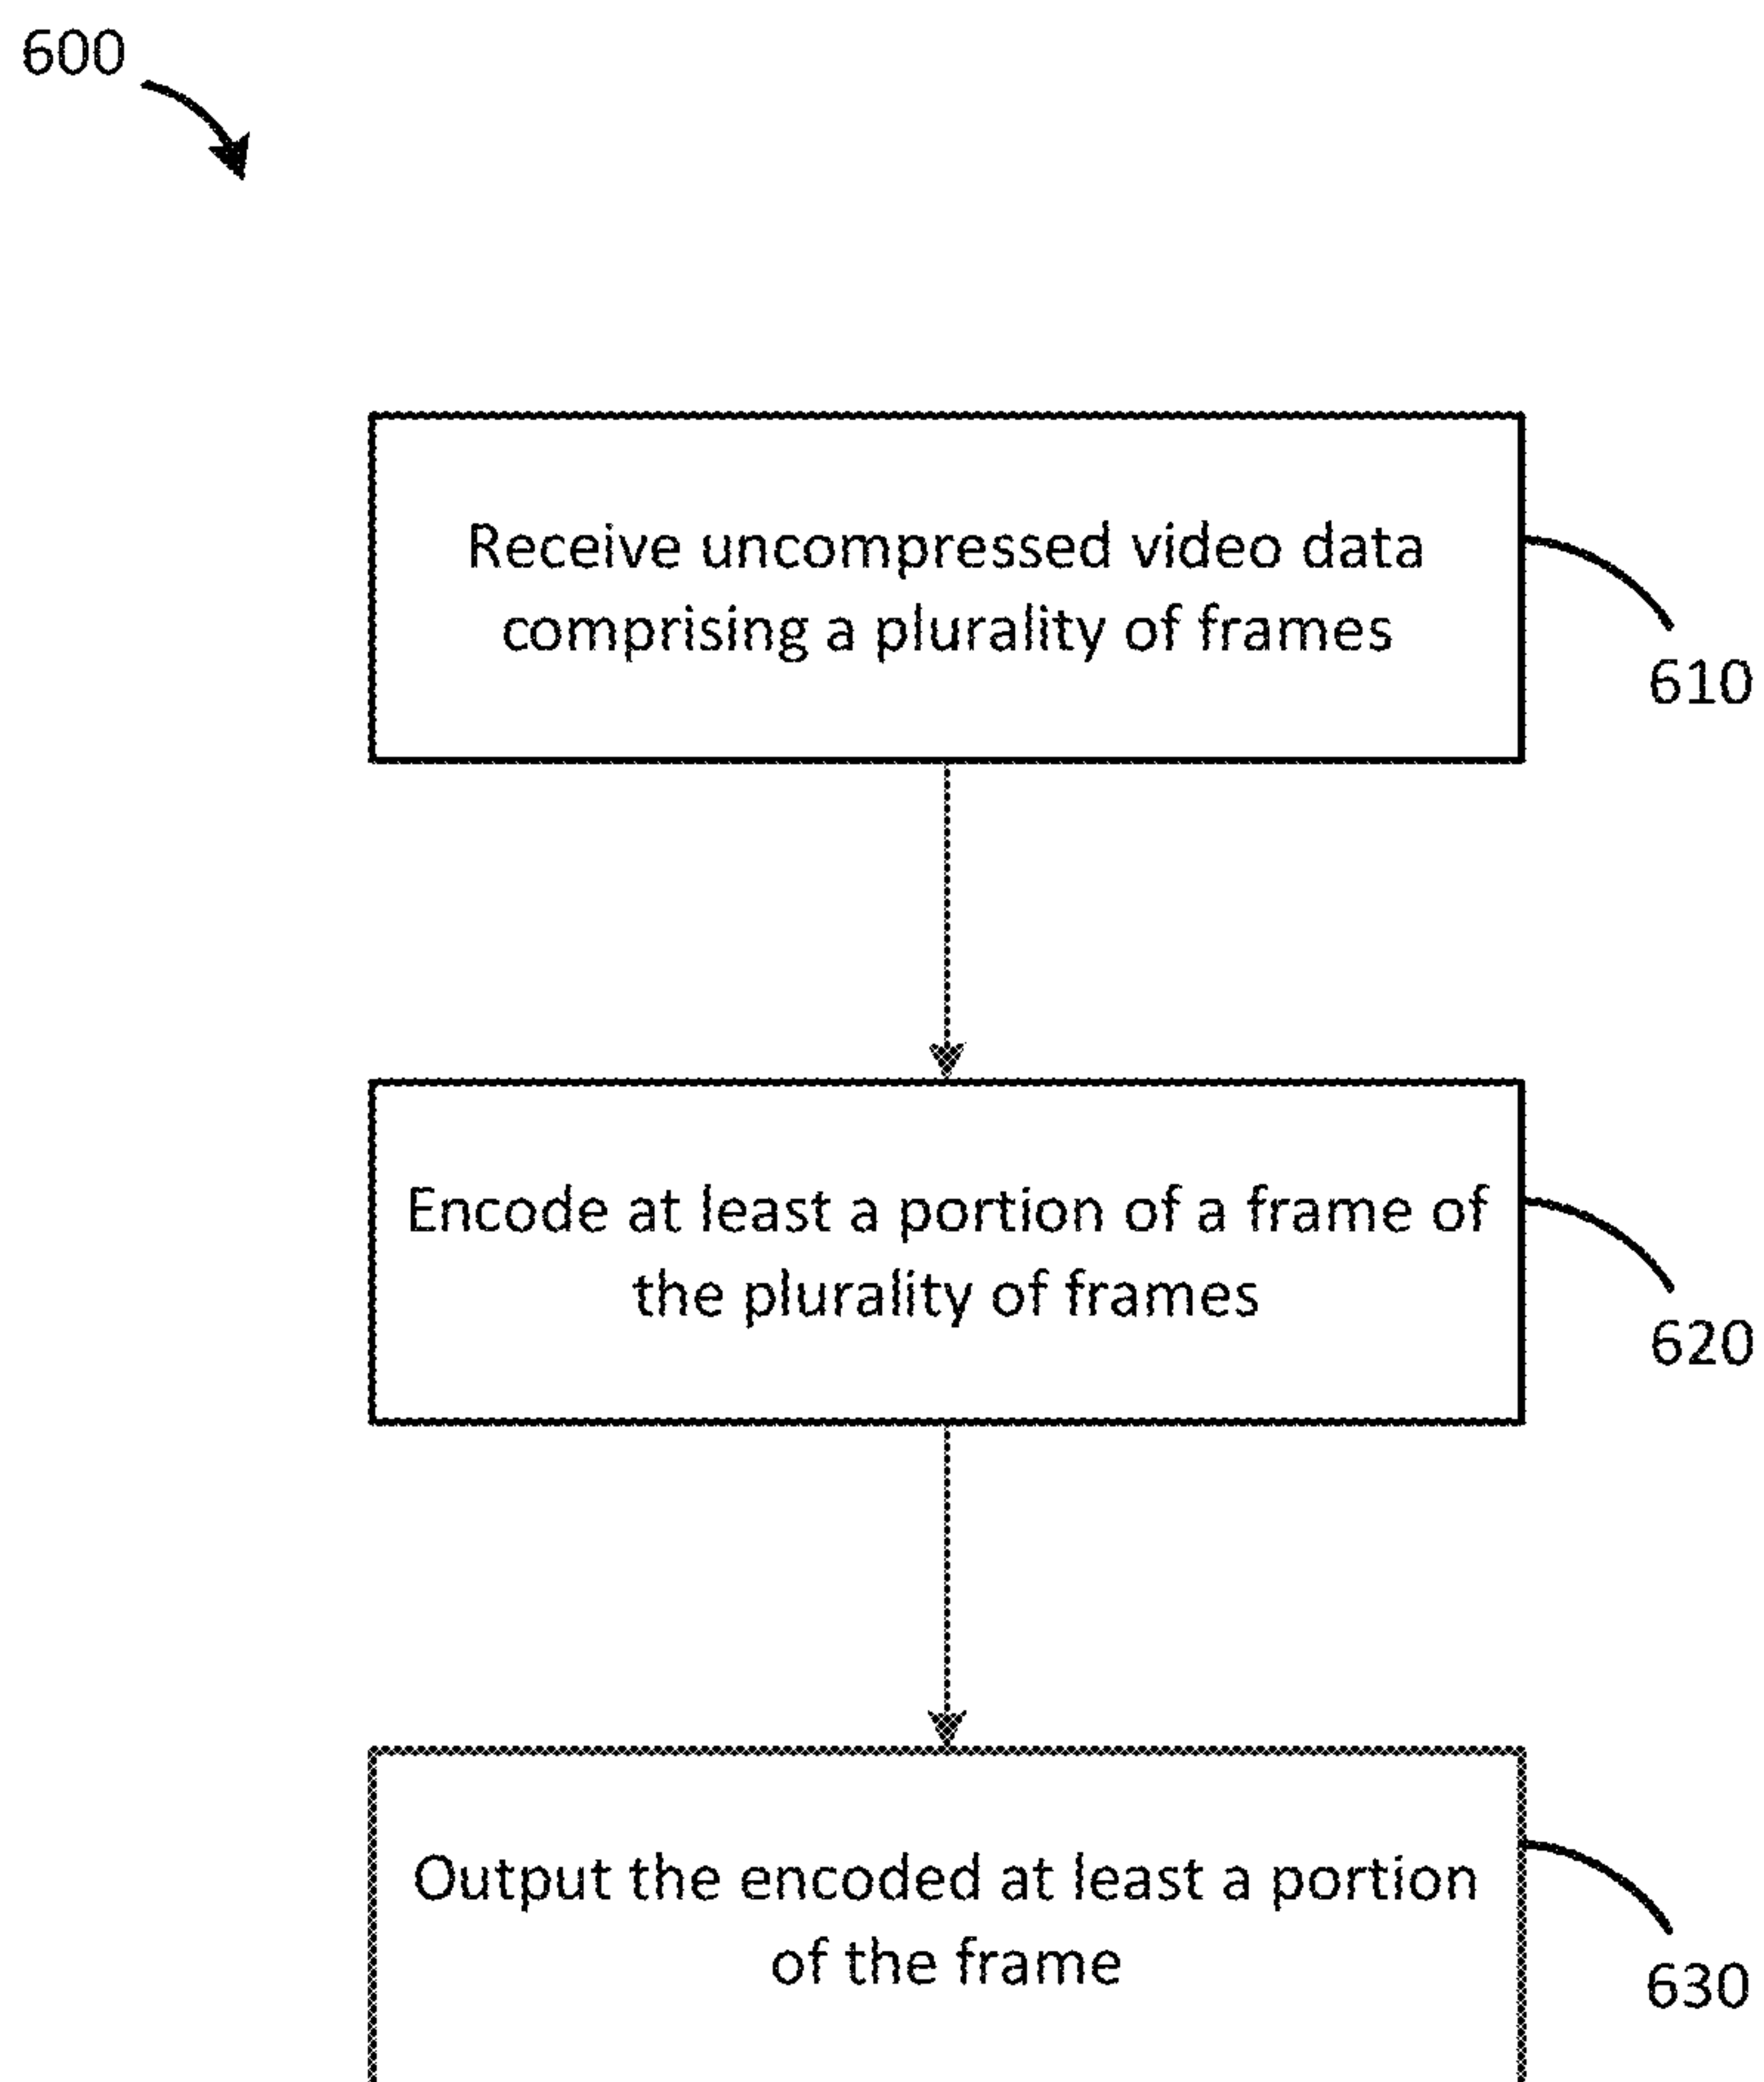 600
Receive uncompressed video data
comprising a plurality of frames
610
Encode at least a portion of a frame of
the plurality of frames
620
Output the encoded at least a portion
of the frame
630